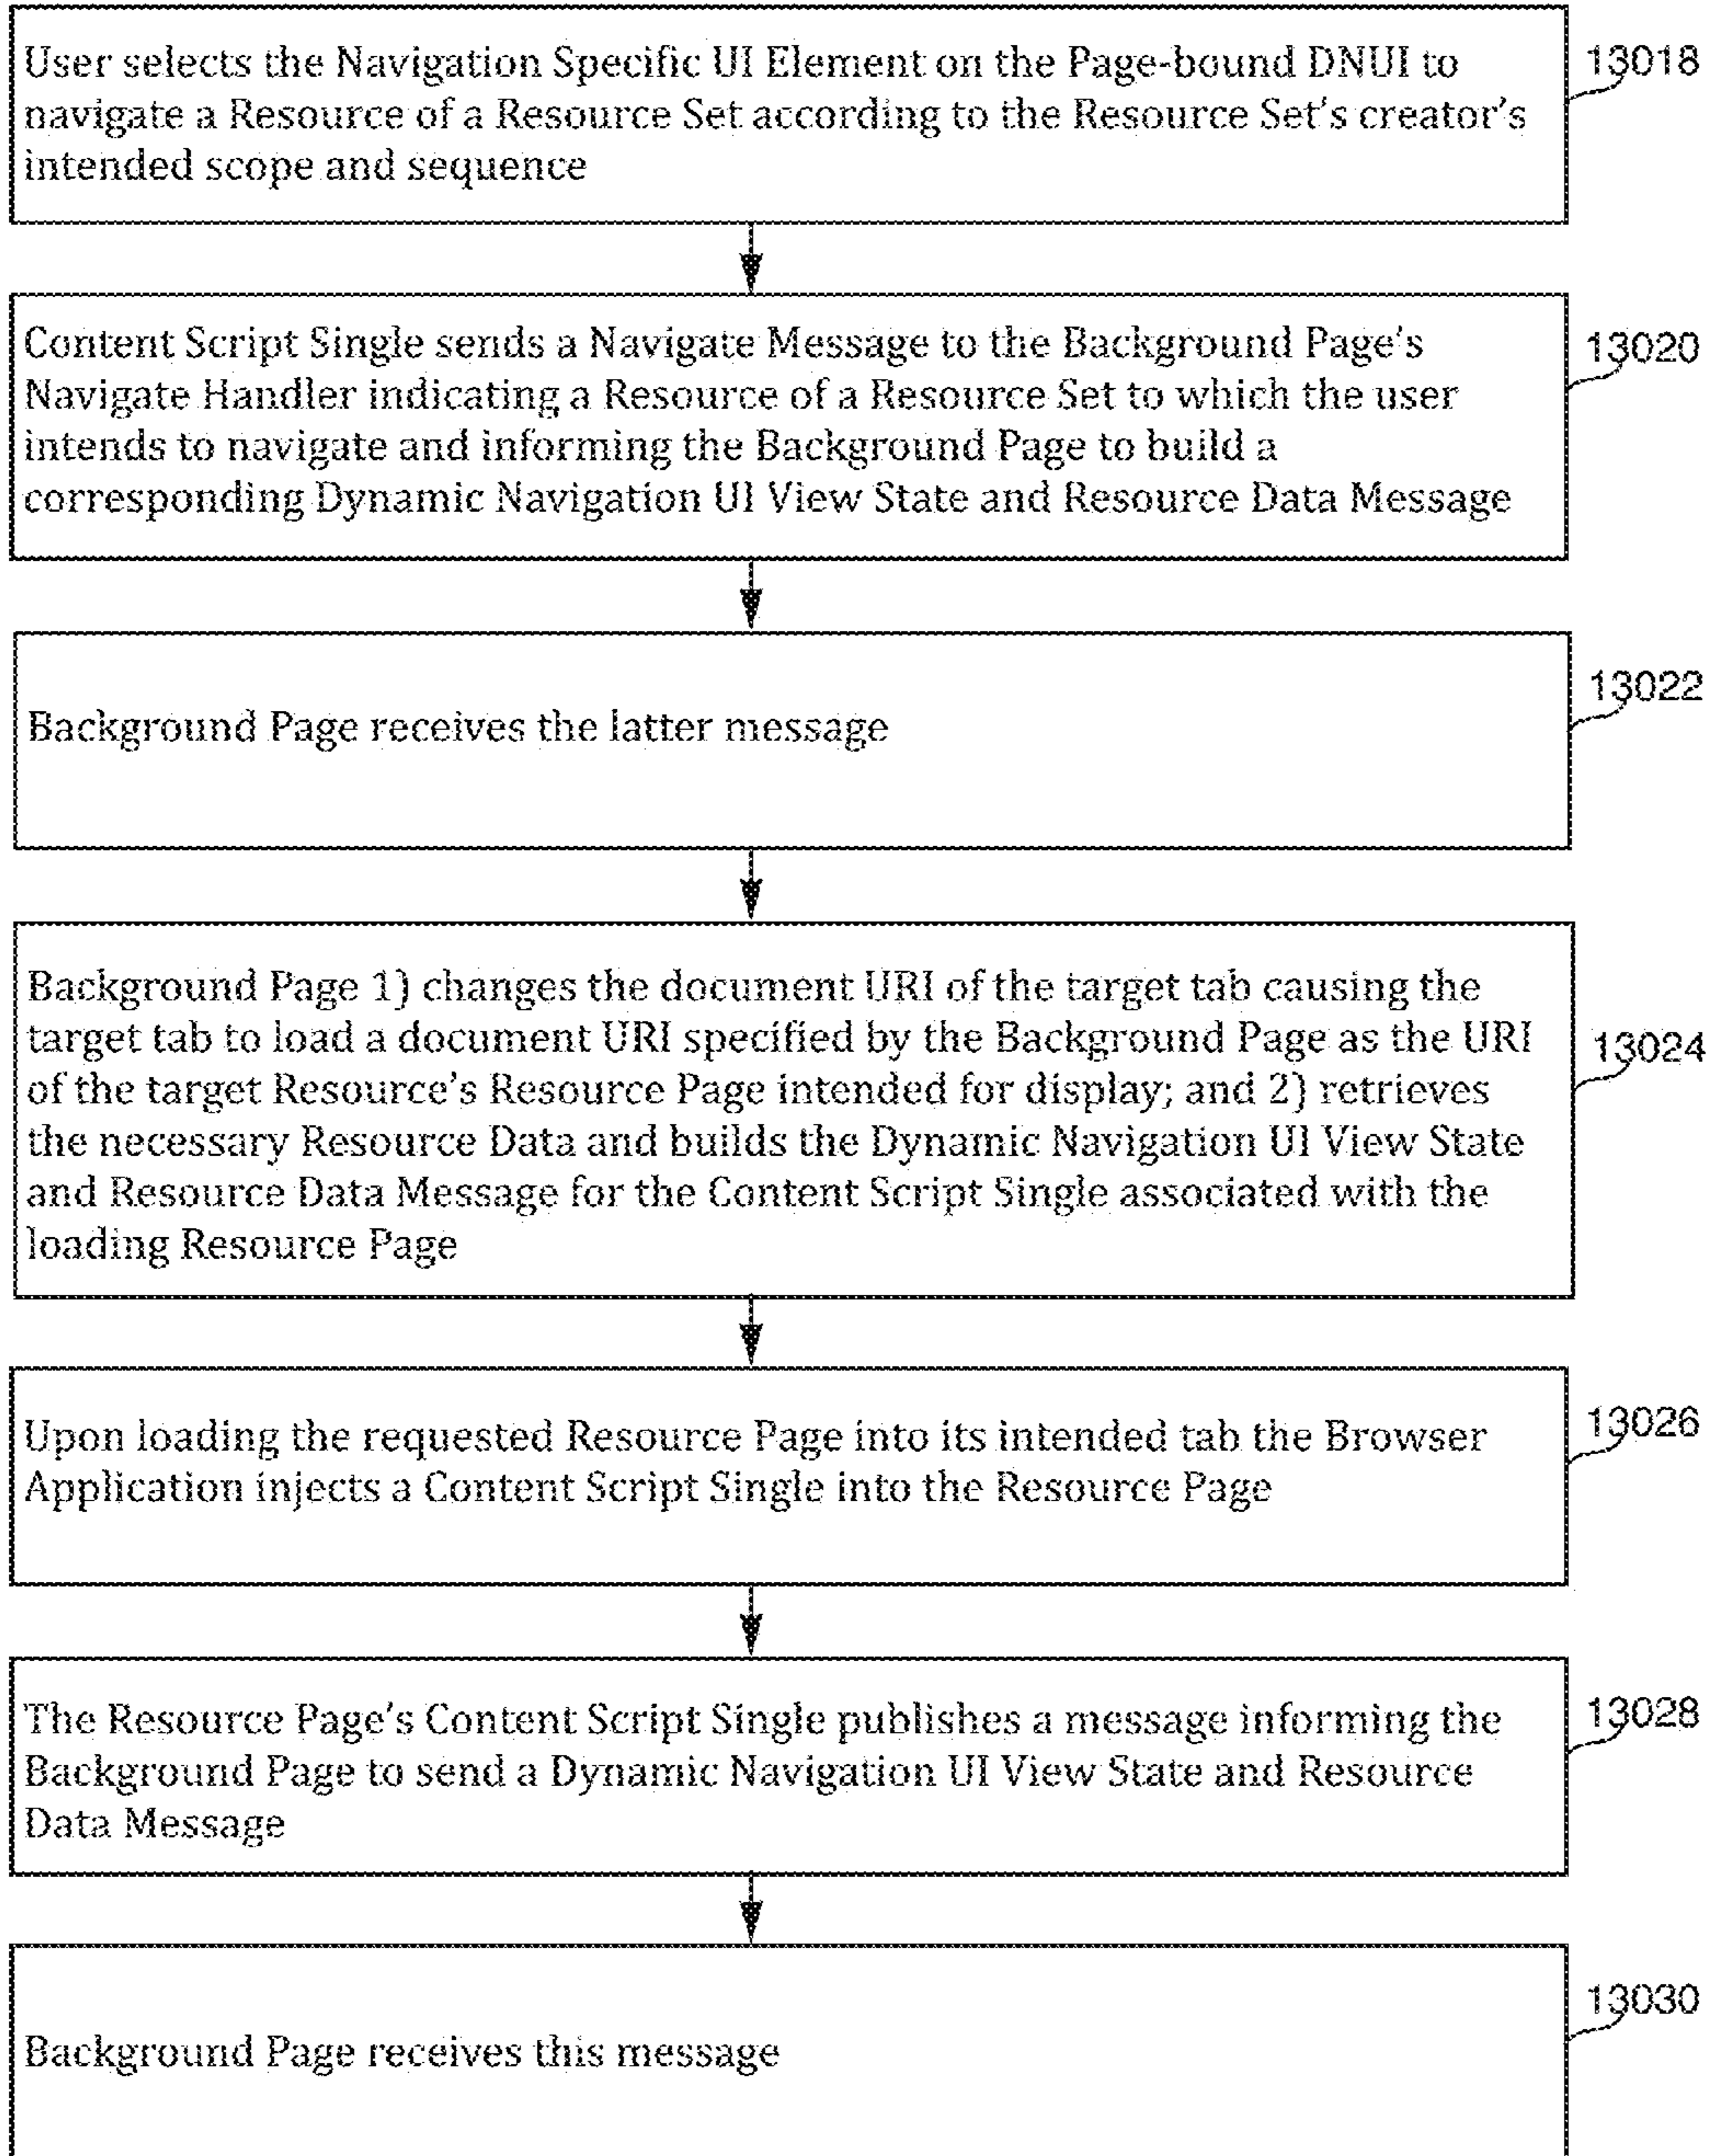 User selects the Navigation Specific UI Element on the Page-bound DNUI to
navigate a Resource of a Resource Set according to the Resource Set's creator's
intended scope and sequence
13018
Content Script Single sends a Navigate Message to the Background Page's
Navigate Handler indicating a Resource of a Resource Set to which the user
intends to navigate and informing the Background Page to build a
corresponding Dynamic Navigation UI View State and Resource Data Message
13020
Background Page receives the latter message
13022
Background Page 1) changes the document URI of the target tab causing the
target tab to load a document URI specified by the Background Page as the URI
of the target Resource's Resource Page intended for display; and 2) retrieves
the necessary Resource Data and builds the Dynamic Navigation UI View State
and Resource Data Message for the Content Script Single associated with the
loading Resource Page
13024
Upon loading the requested Resource Page into its intended tab the Browser
Application injects a Content Script Single into the Resource Page
13026
The Resource Page's Content Script Single publishes a message informing the
Background Page to send a Dynamic Navigation UI View State and Resource
Data Message
13028
Background Page receives this message
13030